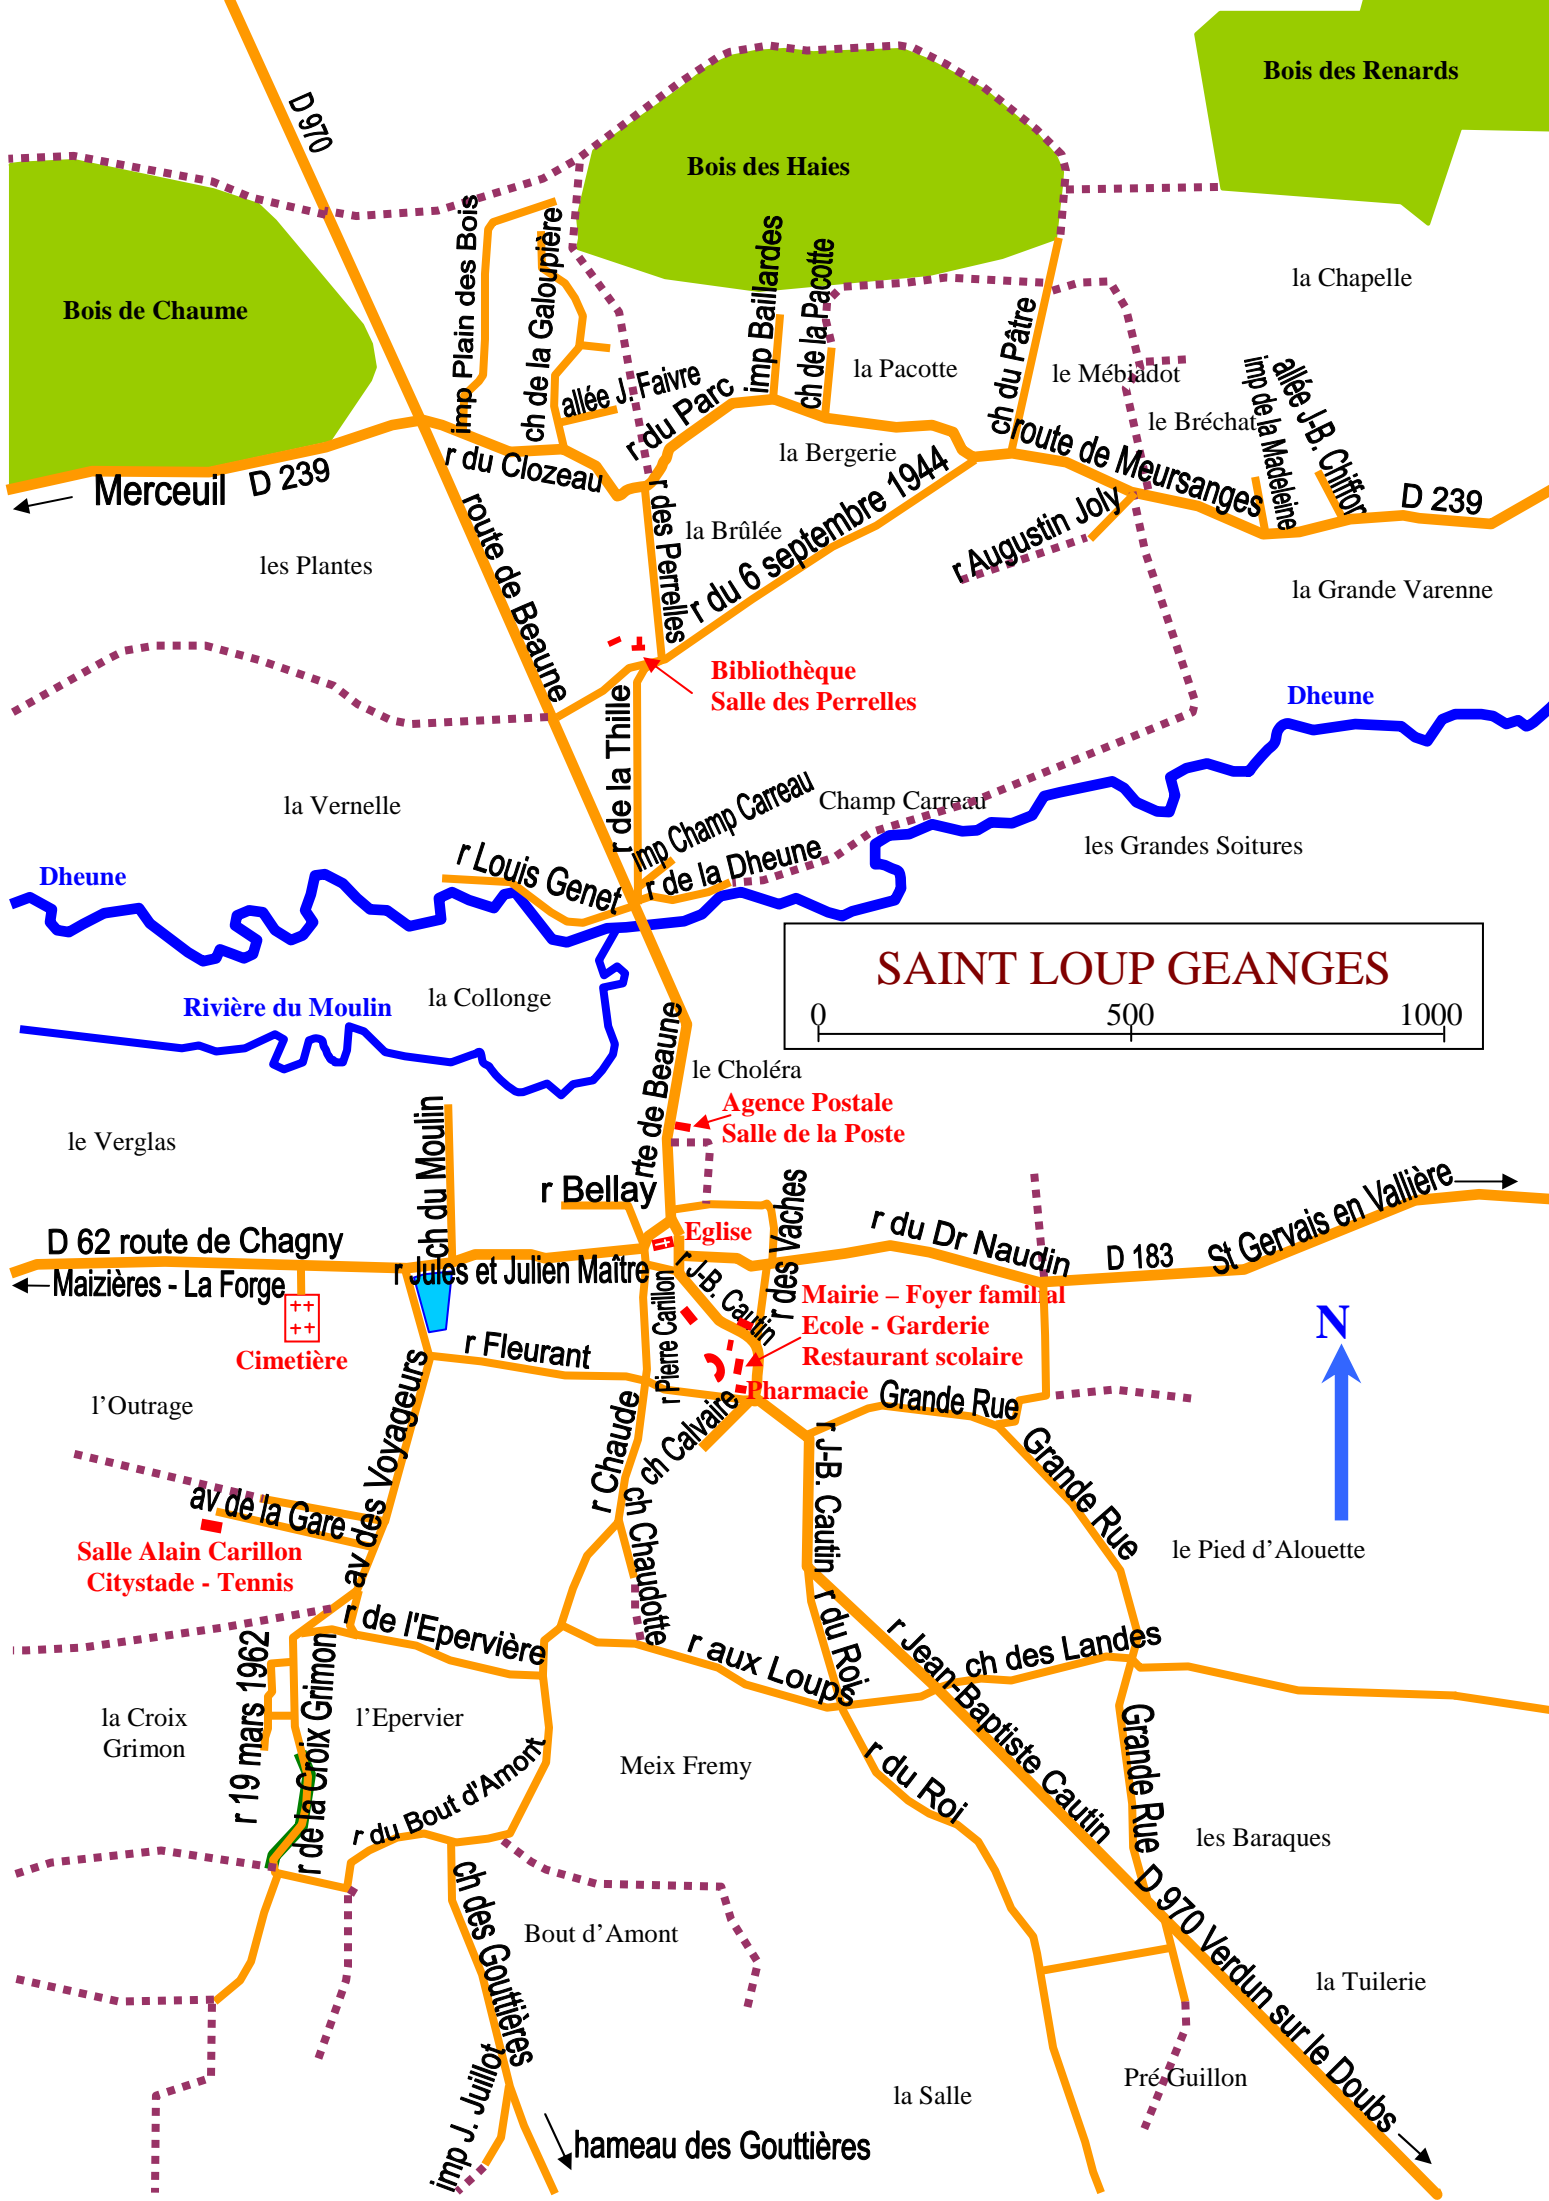 Bois des Renards
D 970
Bois des Haies
imp Plain des Bois
ch de la Galoupière
imp Baillardes
ch de la Pacotte
la Chapelle
Bois de Chaume
ch du Pâtre
la Pacotte
le Mébiadot
allée J. Faivre
r du Parc
imp de la Madeleine
allée J-B. Chiffon
le Bréchat
la Bergerie
route de Meursanges
r du Clozeau
Merceuil
D 239
D 239
route de Beaune
r des Perrelles
la Brûlée
r du 6 septembre 1944
r Augustin Joly
les Plantes
la Grande Varenne
Bibliothèque
Salle des Perrelles
Dheune
r de la Thille
la Vernelle
imp Champ Carreau
Champ Carreau
les Grandes Soitures
r Louis Genet
r de la Dheune
Dheune
SAINT LOUP GEANGES
0 500 1000
la Collonge
Rivière du Moulin
rte de Beaune
le Choléra
Agence Postale
Salle de la Poste
le Verglas
ch du Moulin
r Bellay
r des Vaches
Eglise
r du Dr Naudin
D 183
St Gervais en Vallière
D 62 route de Chagny
Maizières - La Forge
r Jules et Julien Maître
r J-B. Cautin
Mairie – Foyer familial
Ecole - Garderie
Restaurant scolaire
N
Cimetière
r Fleurant
r Pierre Carillon
Pharmacie
Grande Rue
l'Outrage
av des Voyageurs
r Chaude
ch Calvaire
r J-B. Cautin
Grande Rue
av de la Gare
ch Chaudotte
Salle Alain Carillon
Citystade - Tennis
le Pied d'Alouette
r de l'Epervière
r aux Loups
r du Roi
r Jean-Baptiste Cautin
ch des Landes
r 19 mars 1962
r de la Croix Grimon
la Croix
Grimon
l'Epervier
Meix Fremy
r du Roi
Grande Rue
r du Bout d'Amont
les Baraques
ch des Gouttières
Bout d'Amont
D 970 Verdun sur le Doubs
la Tuilerie
imp J. Juillot
la Salle
Pré Guillon
hameau des Gouttières